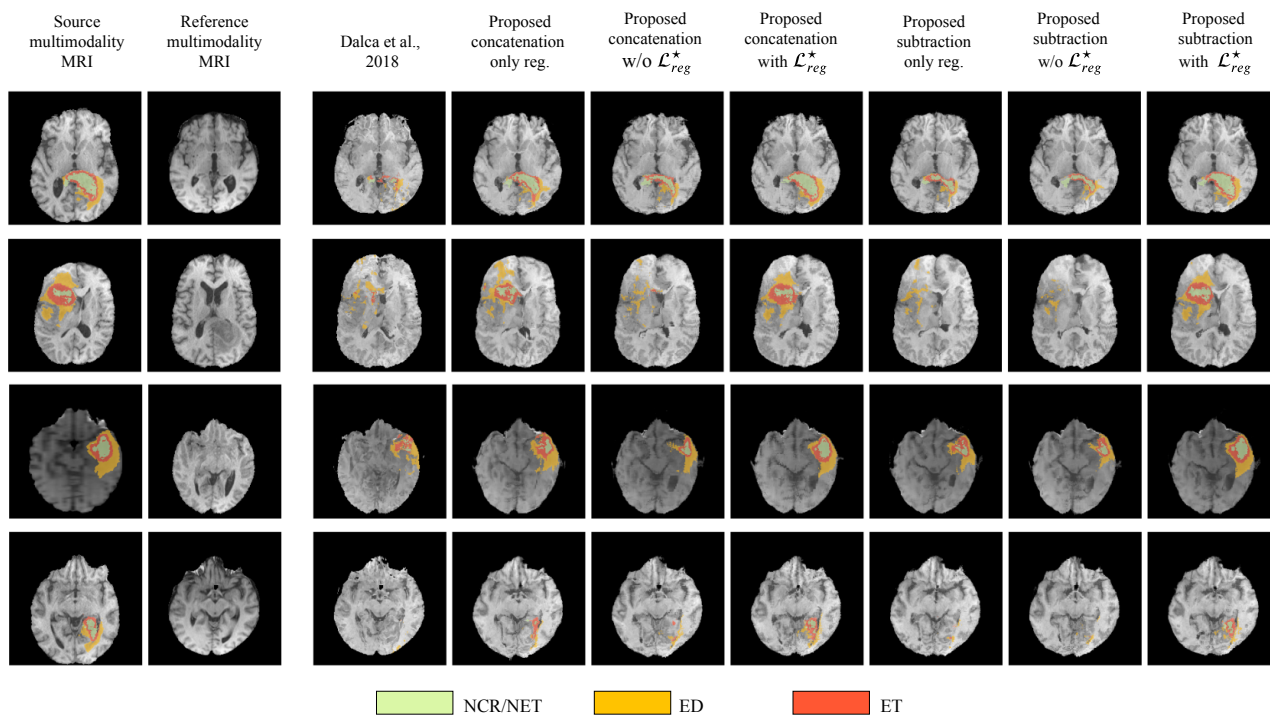 Source
multimodality
MRI
Reference
multimodality
MRI
Dalca et al.,
2018
Proposed
concatenation
only reg.
Proposed
concatenation
w/o ℒ⋆reg
Proposed
concatenation
with ℒ⋆reg
Proposed
subtraction
only reg.
Proposed
subtraction
w/o ℒ⋆reg
Proposed
subtraction
with ℒ⋆reg
NCR/NET
ED
ET